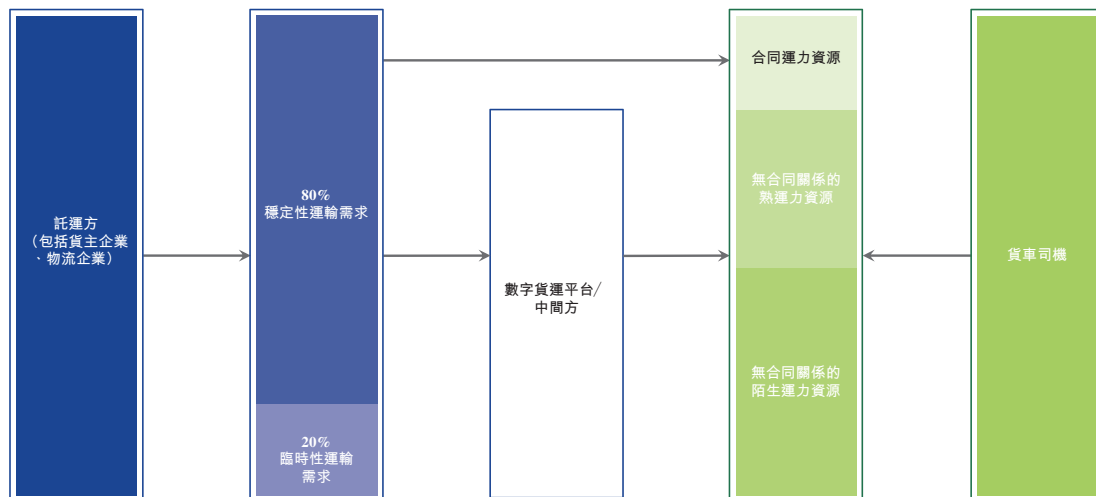 託運方
（包括貨主企業
、物流企業）
80%
穩定性運輸需求
20%
臨時性運輸
需求
數字貨運平台/
中間方
合同運力資源
無合同關係的
熟運力資源
無合同關係的
陌生運力資源
貨車司機